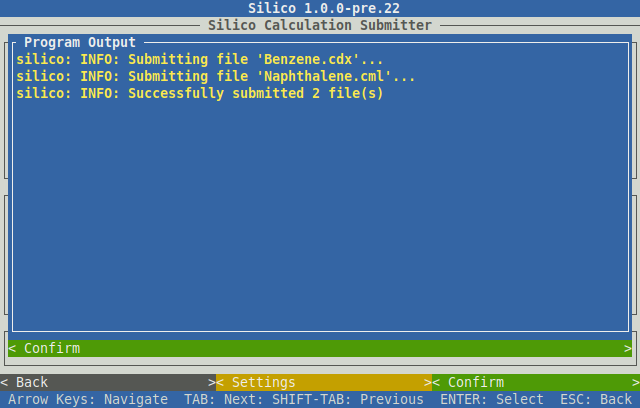 Silico 1.0.0-pre.22
Silico Calculation Submitter
Program Output
silico: INFO: Submitting file 'Benzene.cdx'...
silico: INFO: Submitting file 'Naphthalene.cml'...
silico: INFO: Successfully submitted 2 file(s)
< Confirm >
< Back >< Settings >< Confirm >
Arrow Keys: Navigate TAB: Next: SHIFT-TAB: Previous ENTER: Select ESC: Back